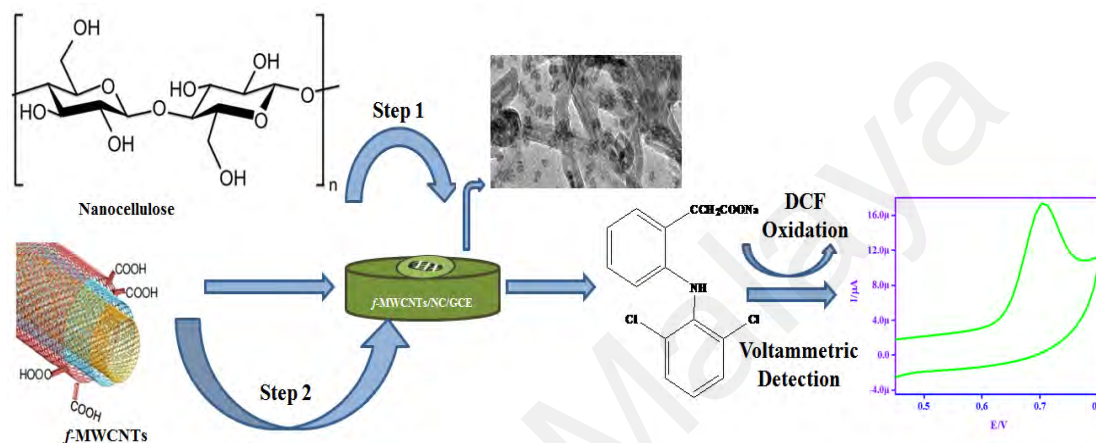 OH
OH
HO
O
O
HO
OH
O
HO
O
OH
OH
n
Nanocellulose
Step 1
COOH
COOH
HOOC
COOH
f-MWCNTs
Step 2
f-MWCNTs/NC/GCE
CCH₂COONa
NH
Cl
Cl
DCF
Oxidation
Voltammetric
Detection
16.0μ
12.0μ
8.0μ
4.0μ
0.0
-4.0μ
I/μA
0.5
0.6
0.7
E/V
Malaya